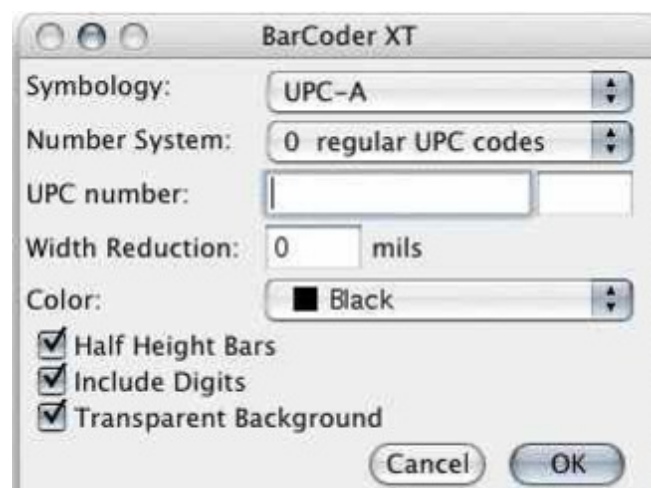 BarCoder XT
Symbology: UPC-A
Number System: 0 regular UPC codes
UPC number:
Width Reduction: 0 mils
Color: Black
Half Height Bars
Include Digits
Transparent Background
Cancel OK